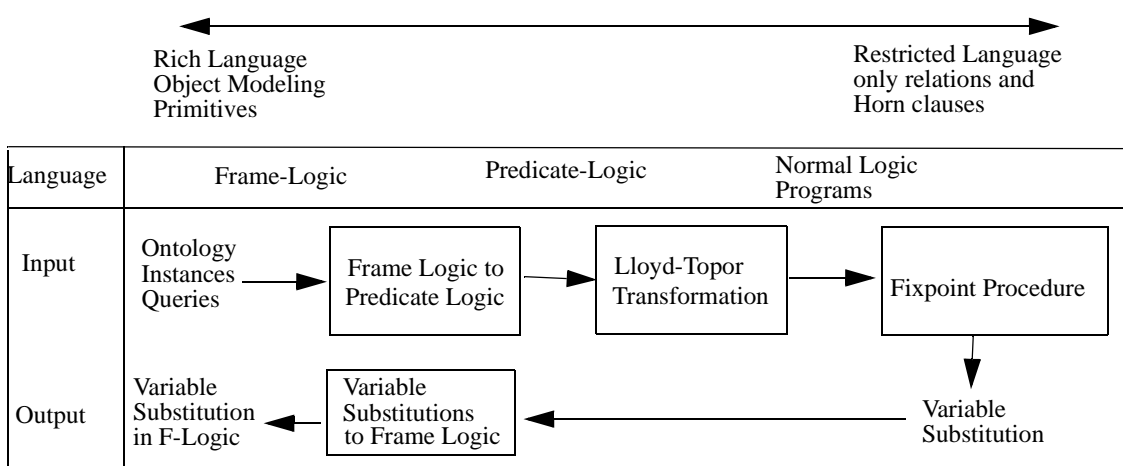 Rich Language
Object Modeling
Primitives
Restricted Language
only relations and
Horn clauses
Language
Frame-Logic
Predicate-Logic
Normal Logic
Programs
Input
Ontology
Instances
Queries
Frame Logic to
Predicate Logic
Lloyd-Topor
Transformation
Fixpoint Procedure
Output
Variable
Substitution
in F-Logic
Variable
Substitutions
to Frame Logic
Variable
Substitution